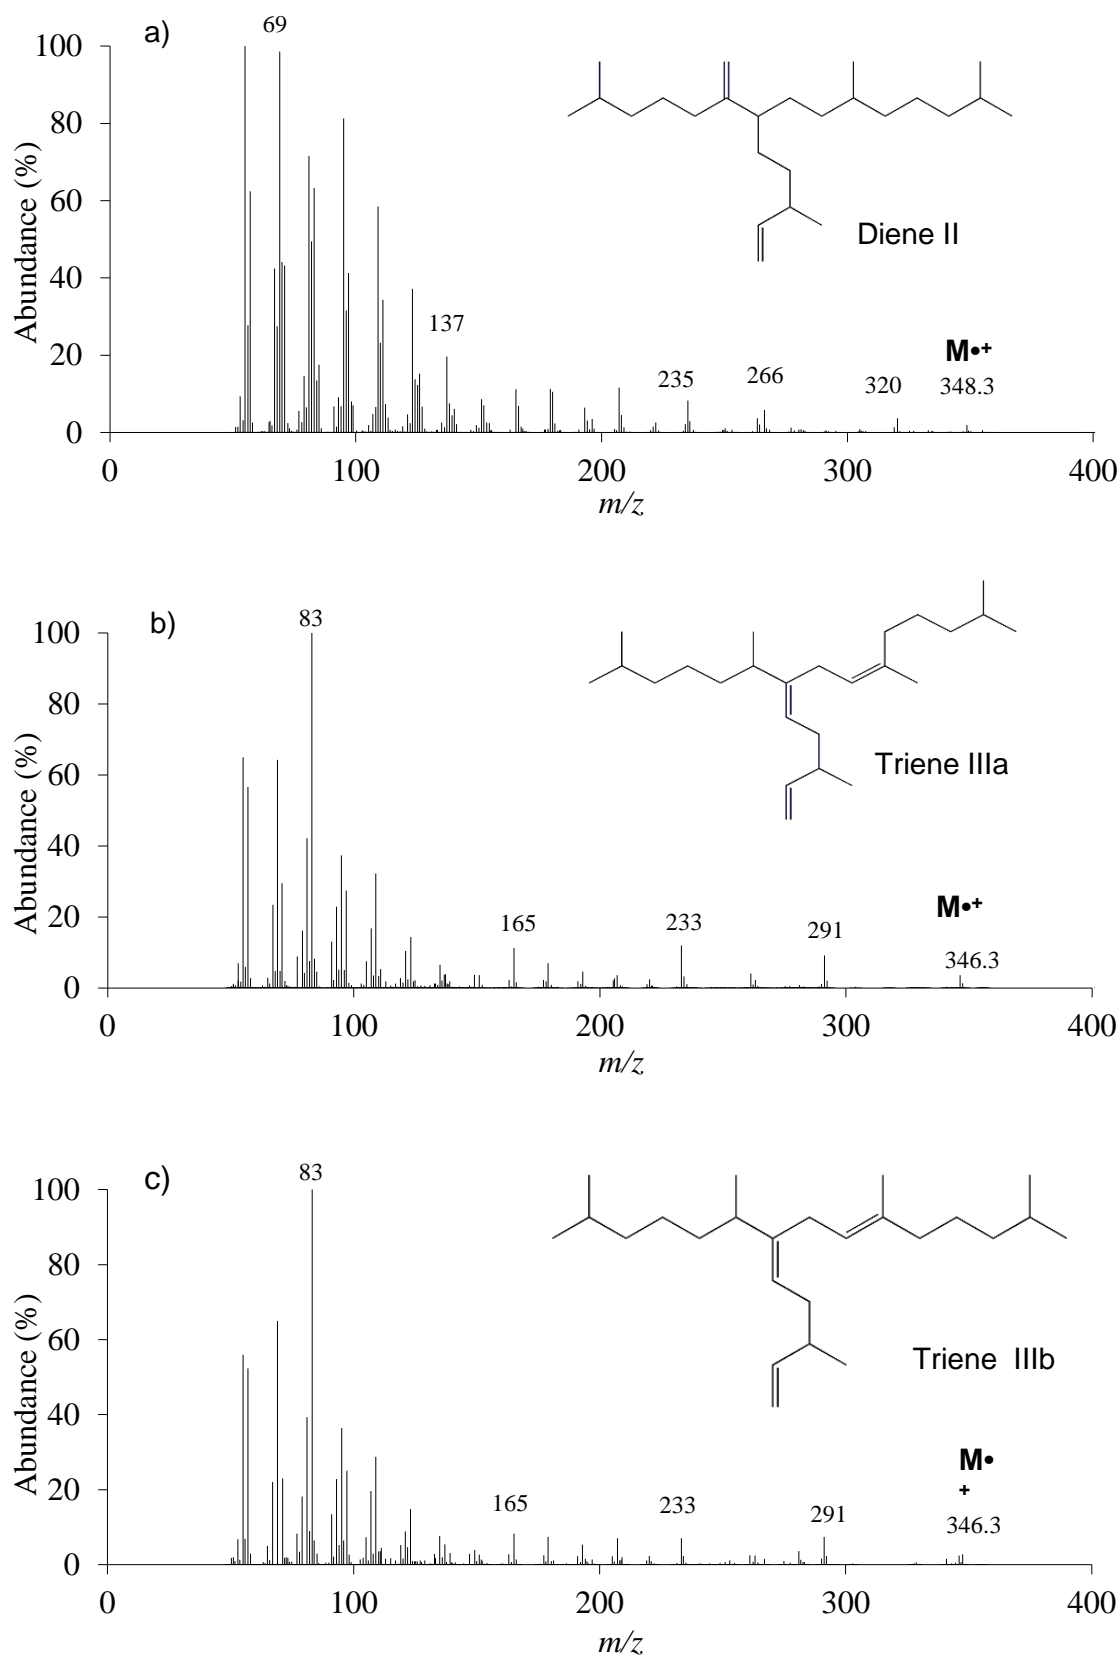 a)
69
100
80
60
40
20
0
Abundance (%)
Diene II
137
235
266
320
M•+
348.3
0 100 200 300 400
m/z
b)
83
100
80
60
40
20
0
Abundance (%)
Triene IIIa
165
233
291
M•+
346.3
0 100 200 300 400
m/z
c)
83
100
80
60
40
20
0
Abundance (%)
Triene IIIb
165
233
291
M•
+
346.3
0 100 200 300 400
m/z